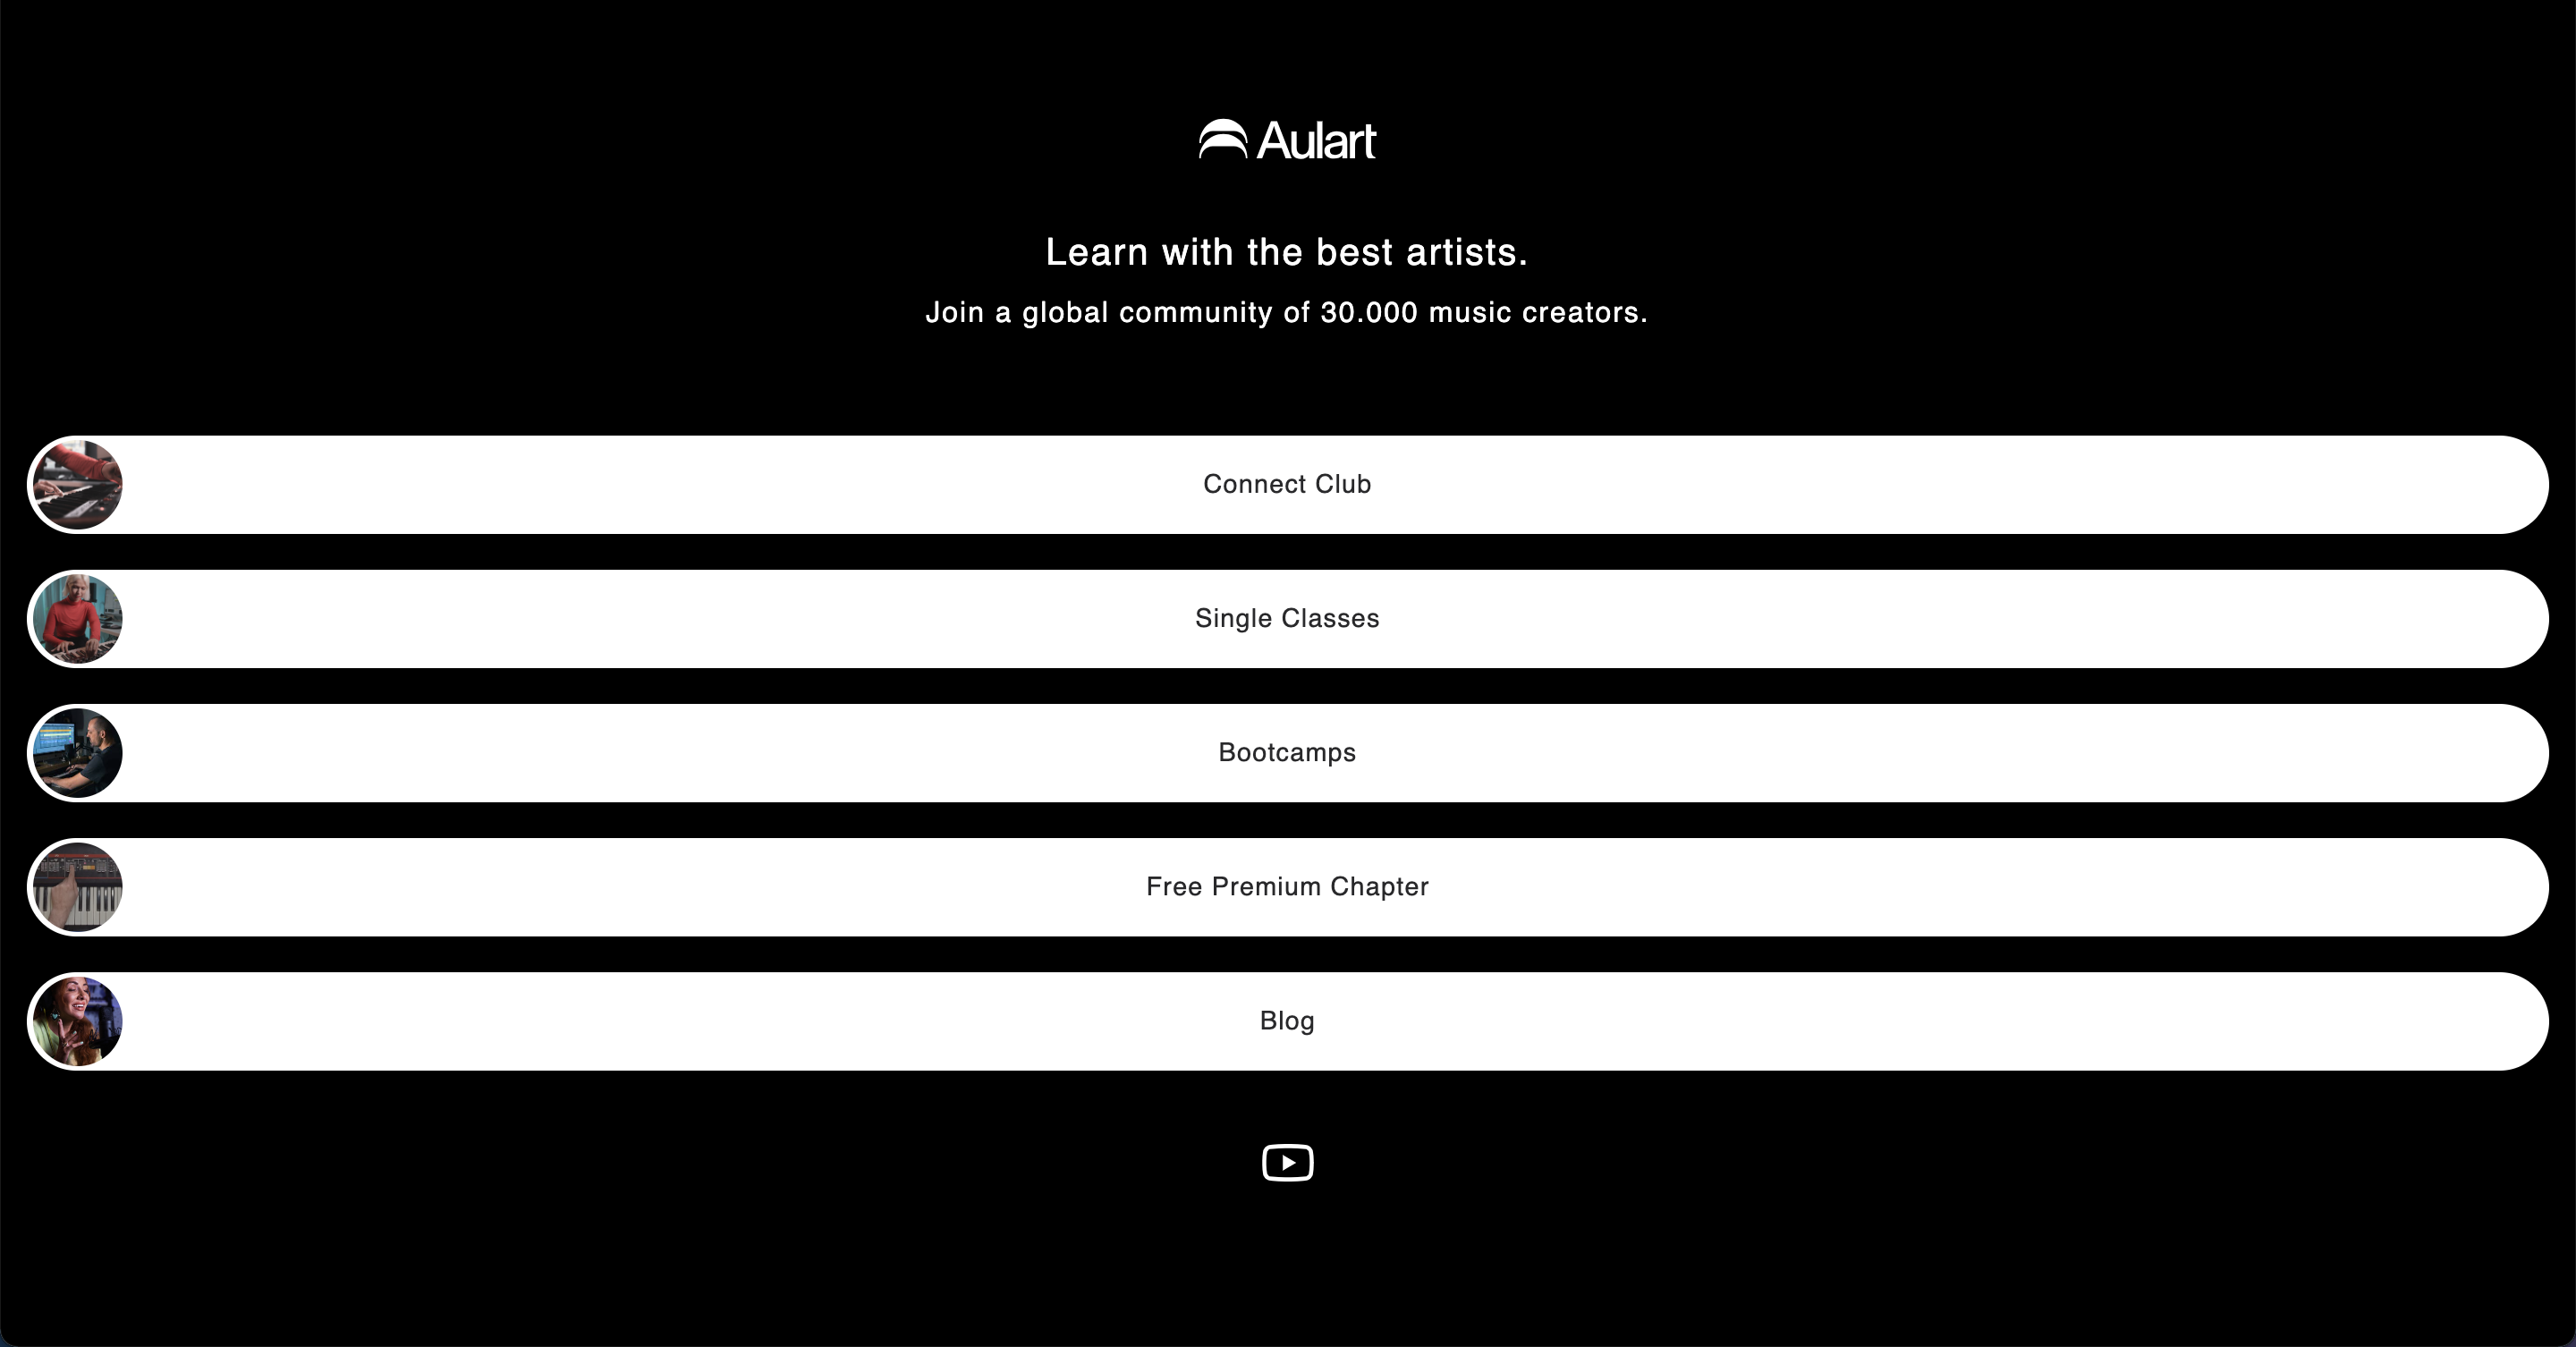 Aulart
Learn with the best artists.
Join a global community of 30.000 music creators.
Connect Club
Single Classes
Bootcamps
Free Premium Chapter
Blog